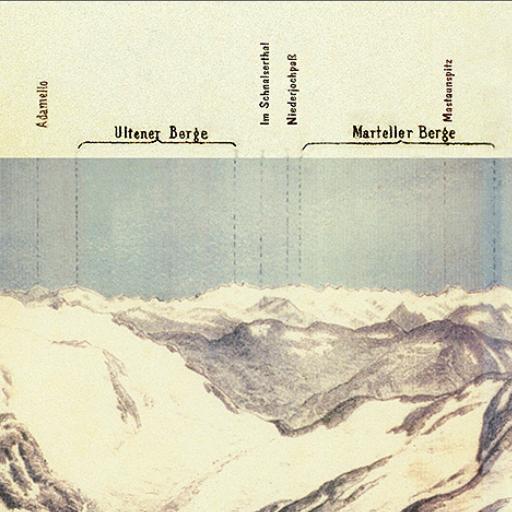 Adamello
Ultener Berge
Im Schnalserthal
Niederjochpaß
Marteller Berge
Mastaunspitz